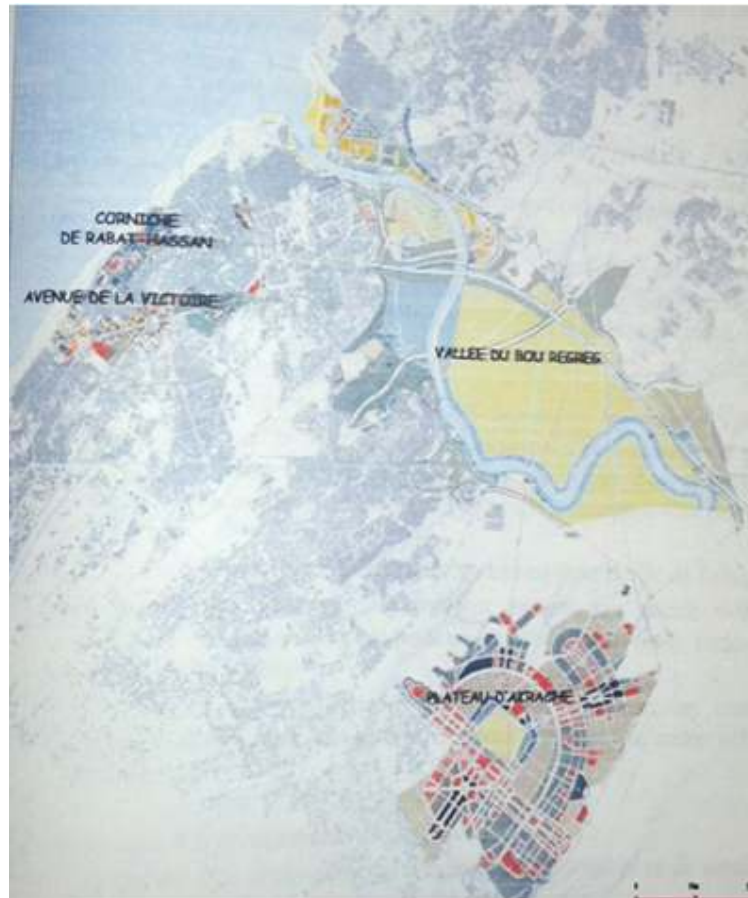 CORNICHE
DE RABAT-HASSAN
AVENUE DE LA VICTOIRE
VALLEE DU BOU REGREG
PLATEAU D'AKRACHE